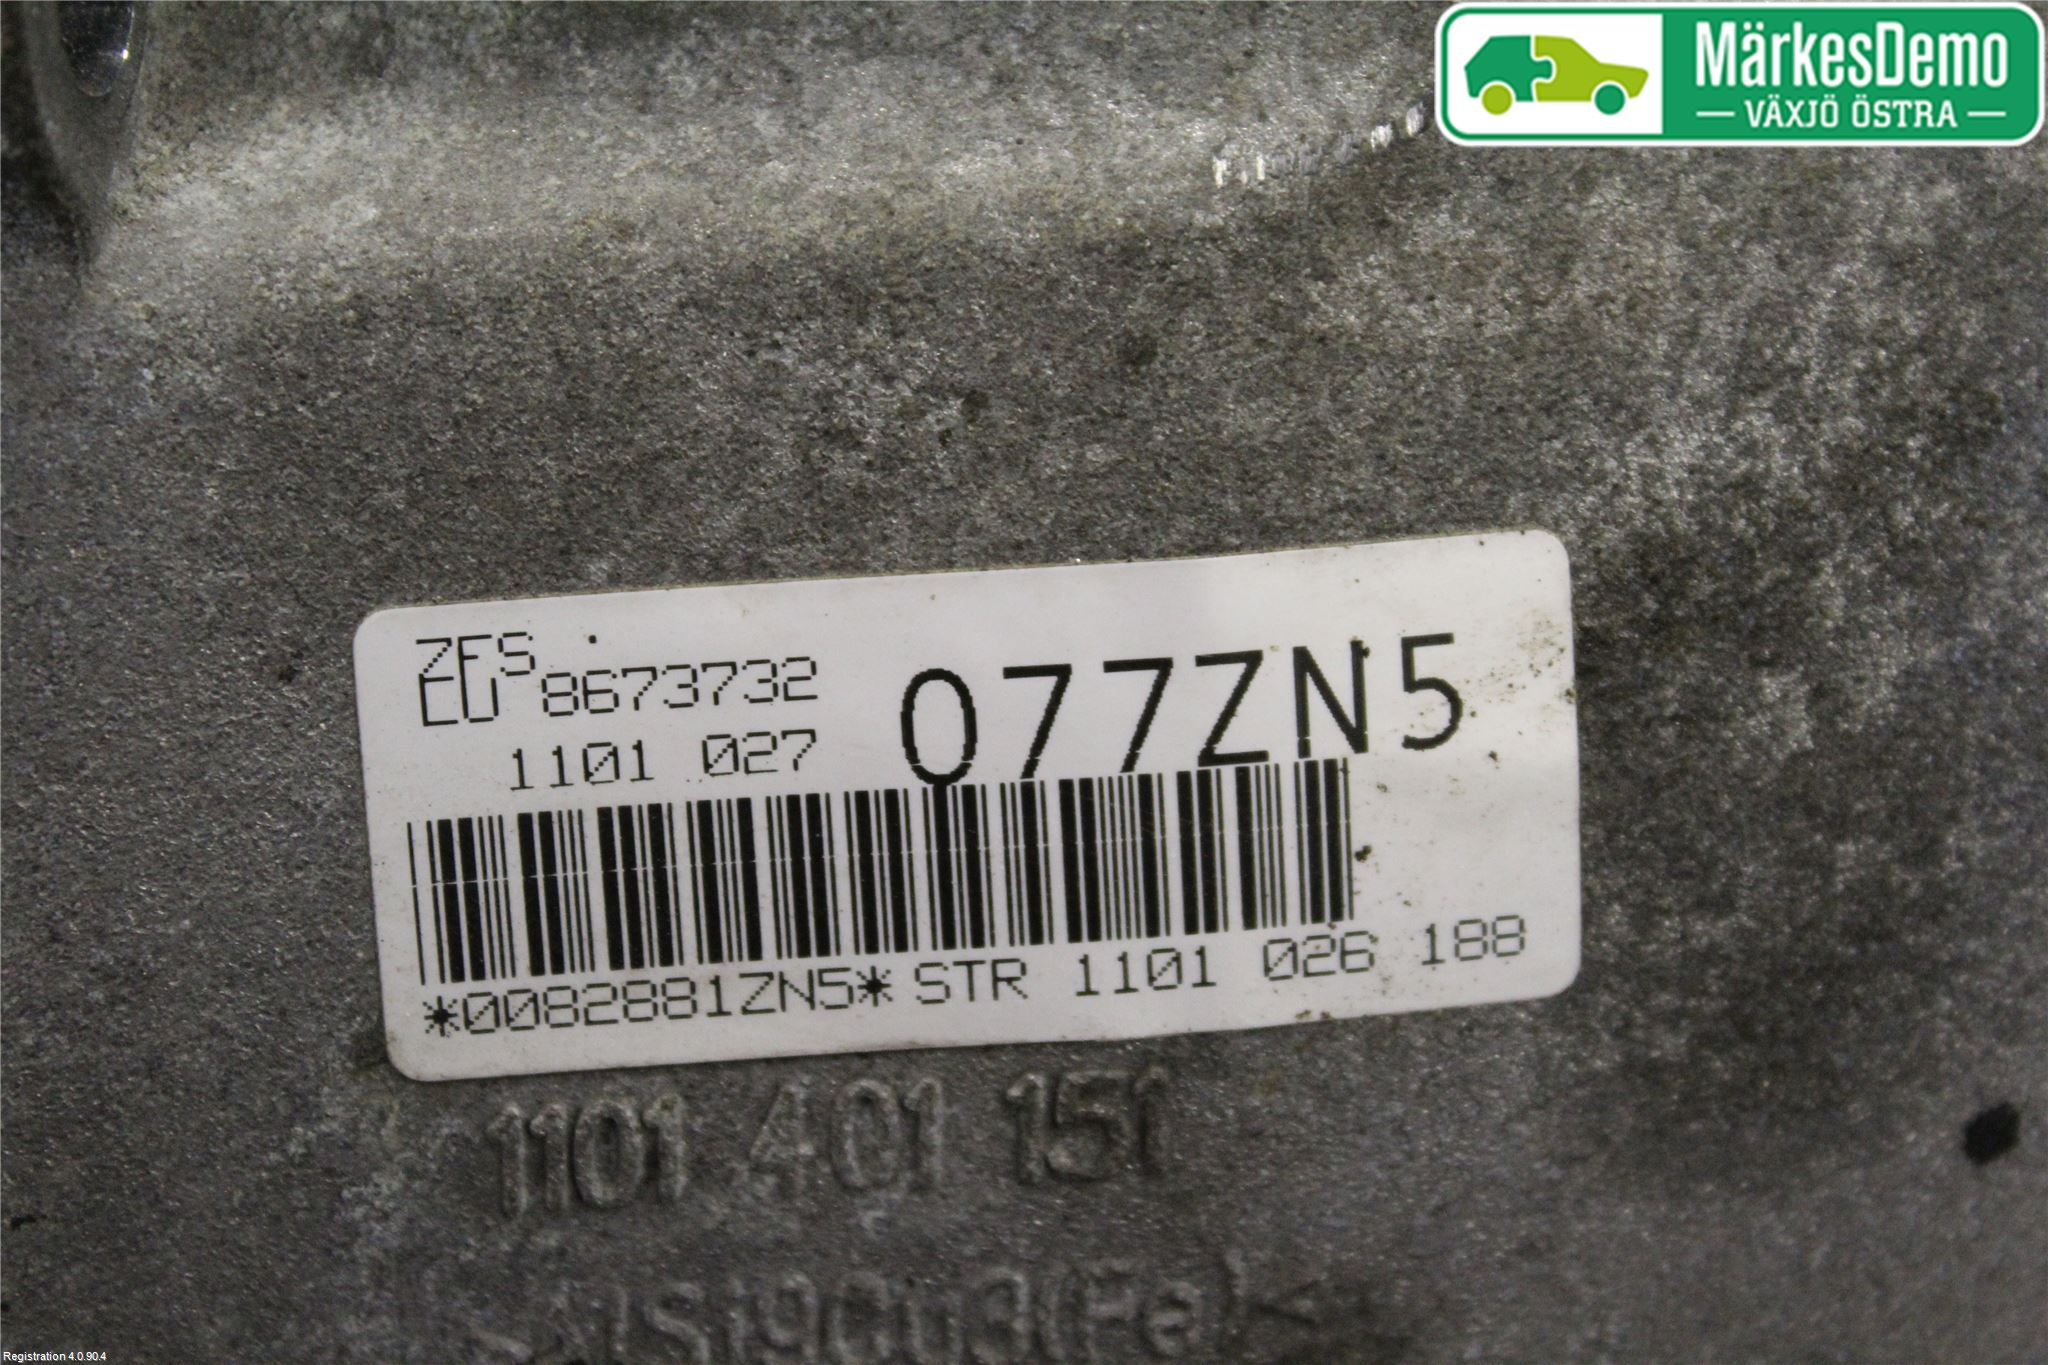 MärkesDemo
VÄXJÖ ÖSTRA
ZFS
EU 8673732
1101 027
077ZN5
*0082881ZN5* STR 1101 026 188
1101 401 151
Registration 4.0.90.4